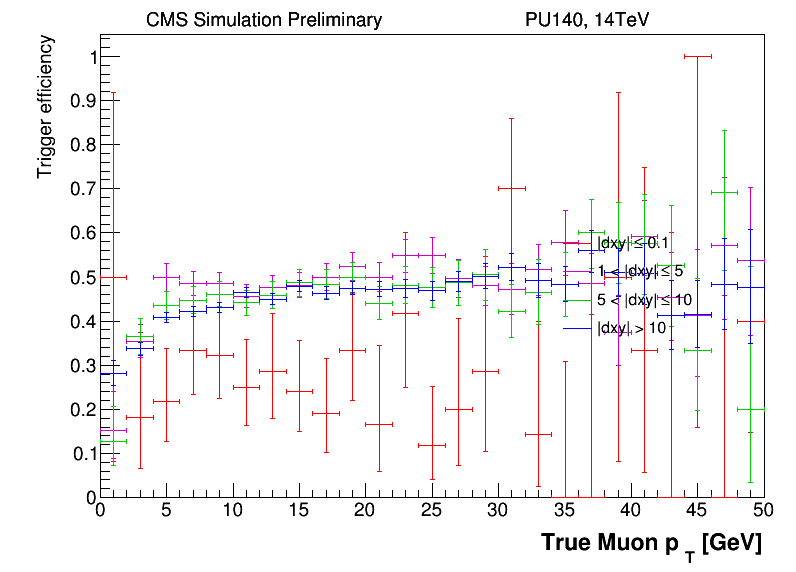 CMS Simulation Preliminary
PU140, 14TeV
Trigger efficiency
1
0.9
0.8
0.7
0.6
0.5
0.4
0.3
0.2
0.1
0
|dxy| ≤ 0.1
1 < |dxy| ≤ 5
5 < |dxy| ≤ 10
|dxy| > 10
0 5 10 15 20 25 30 35 40 45 50
True Muon p T [GeV]